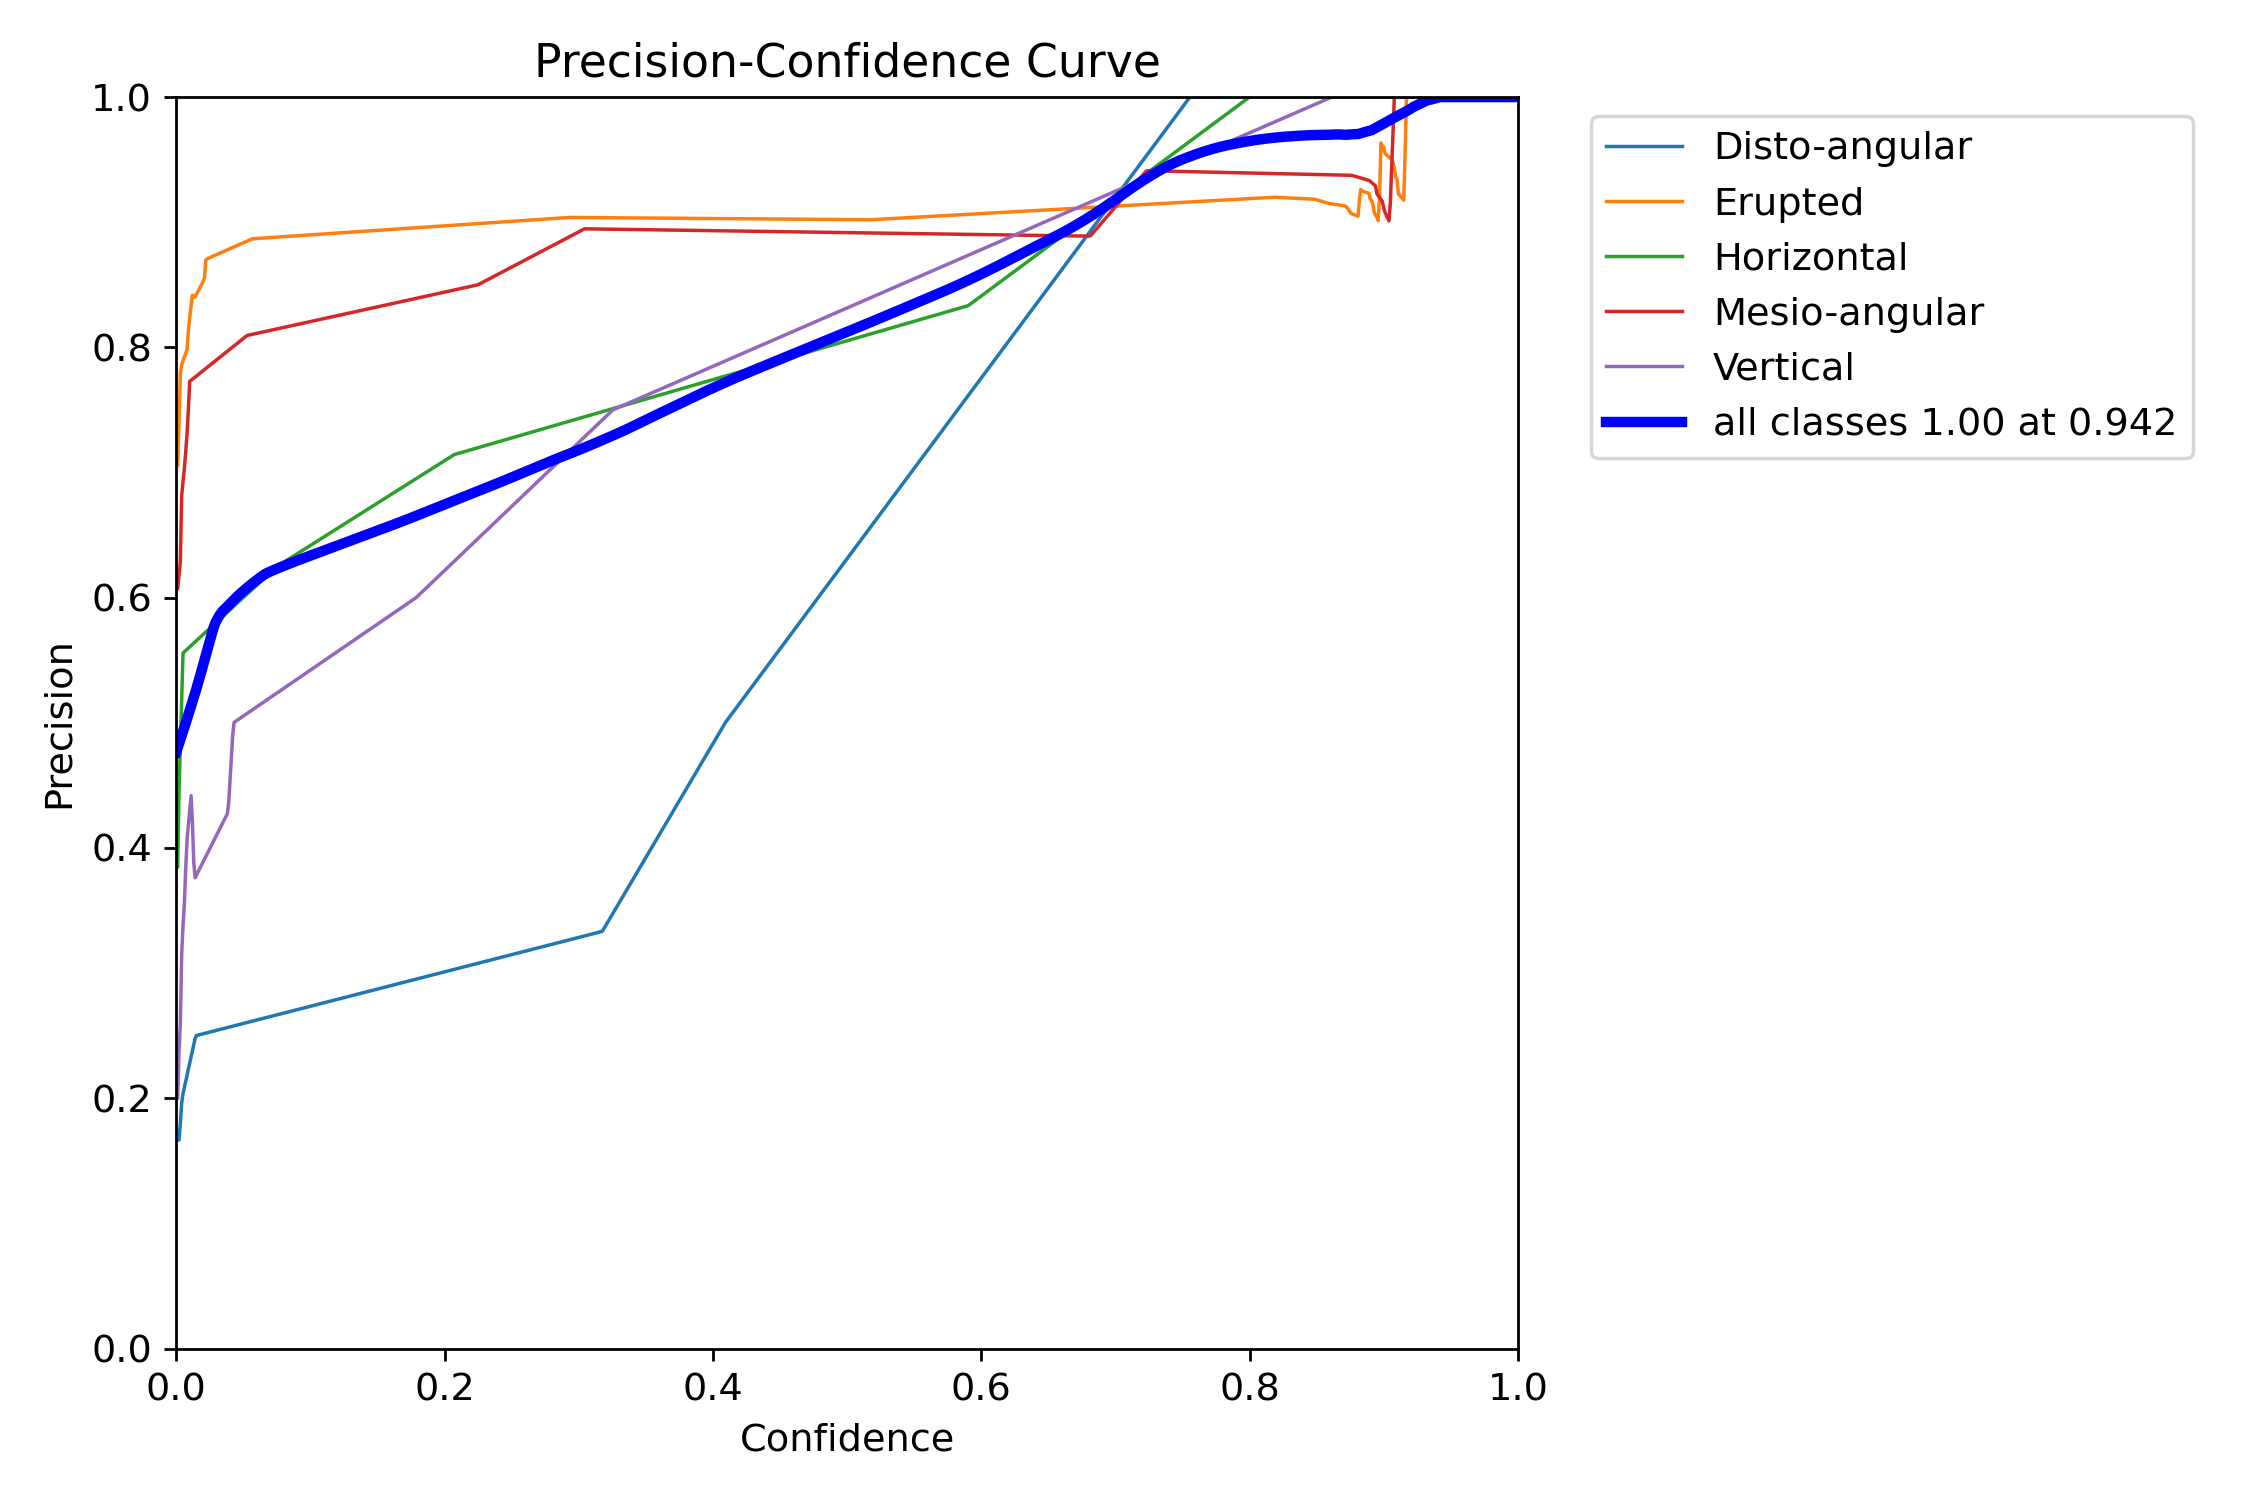 Precision-Confidence Curve
1.0
0.8
0.6
0.4
0.2
0.0
Precision
0.0 0.2 0.4 0.6 0.8 1.0
Confidence
Disto-angular
Erupted
Horizontal
Mesio-angular
Vertical
all classes 1.00 at 0.942